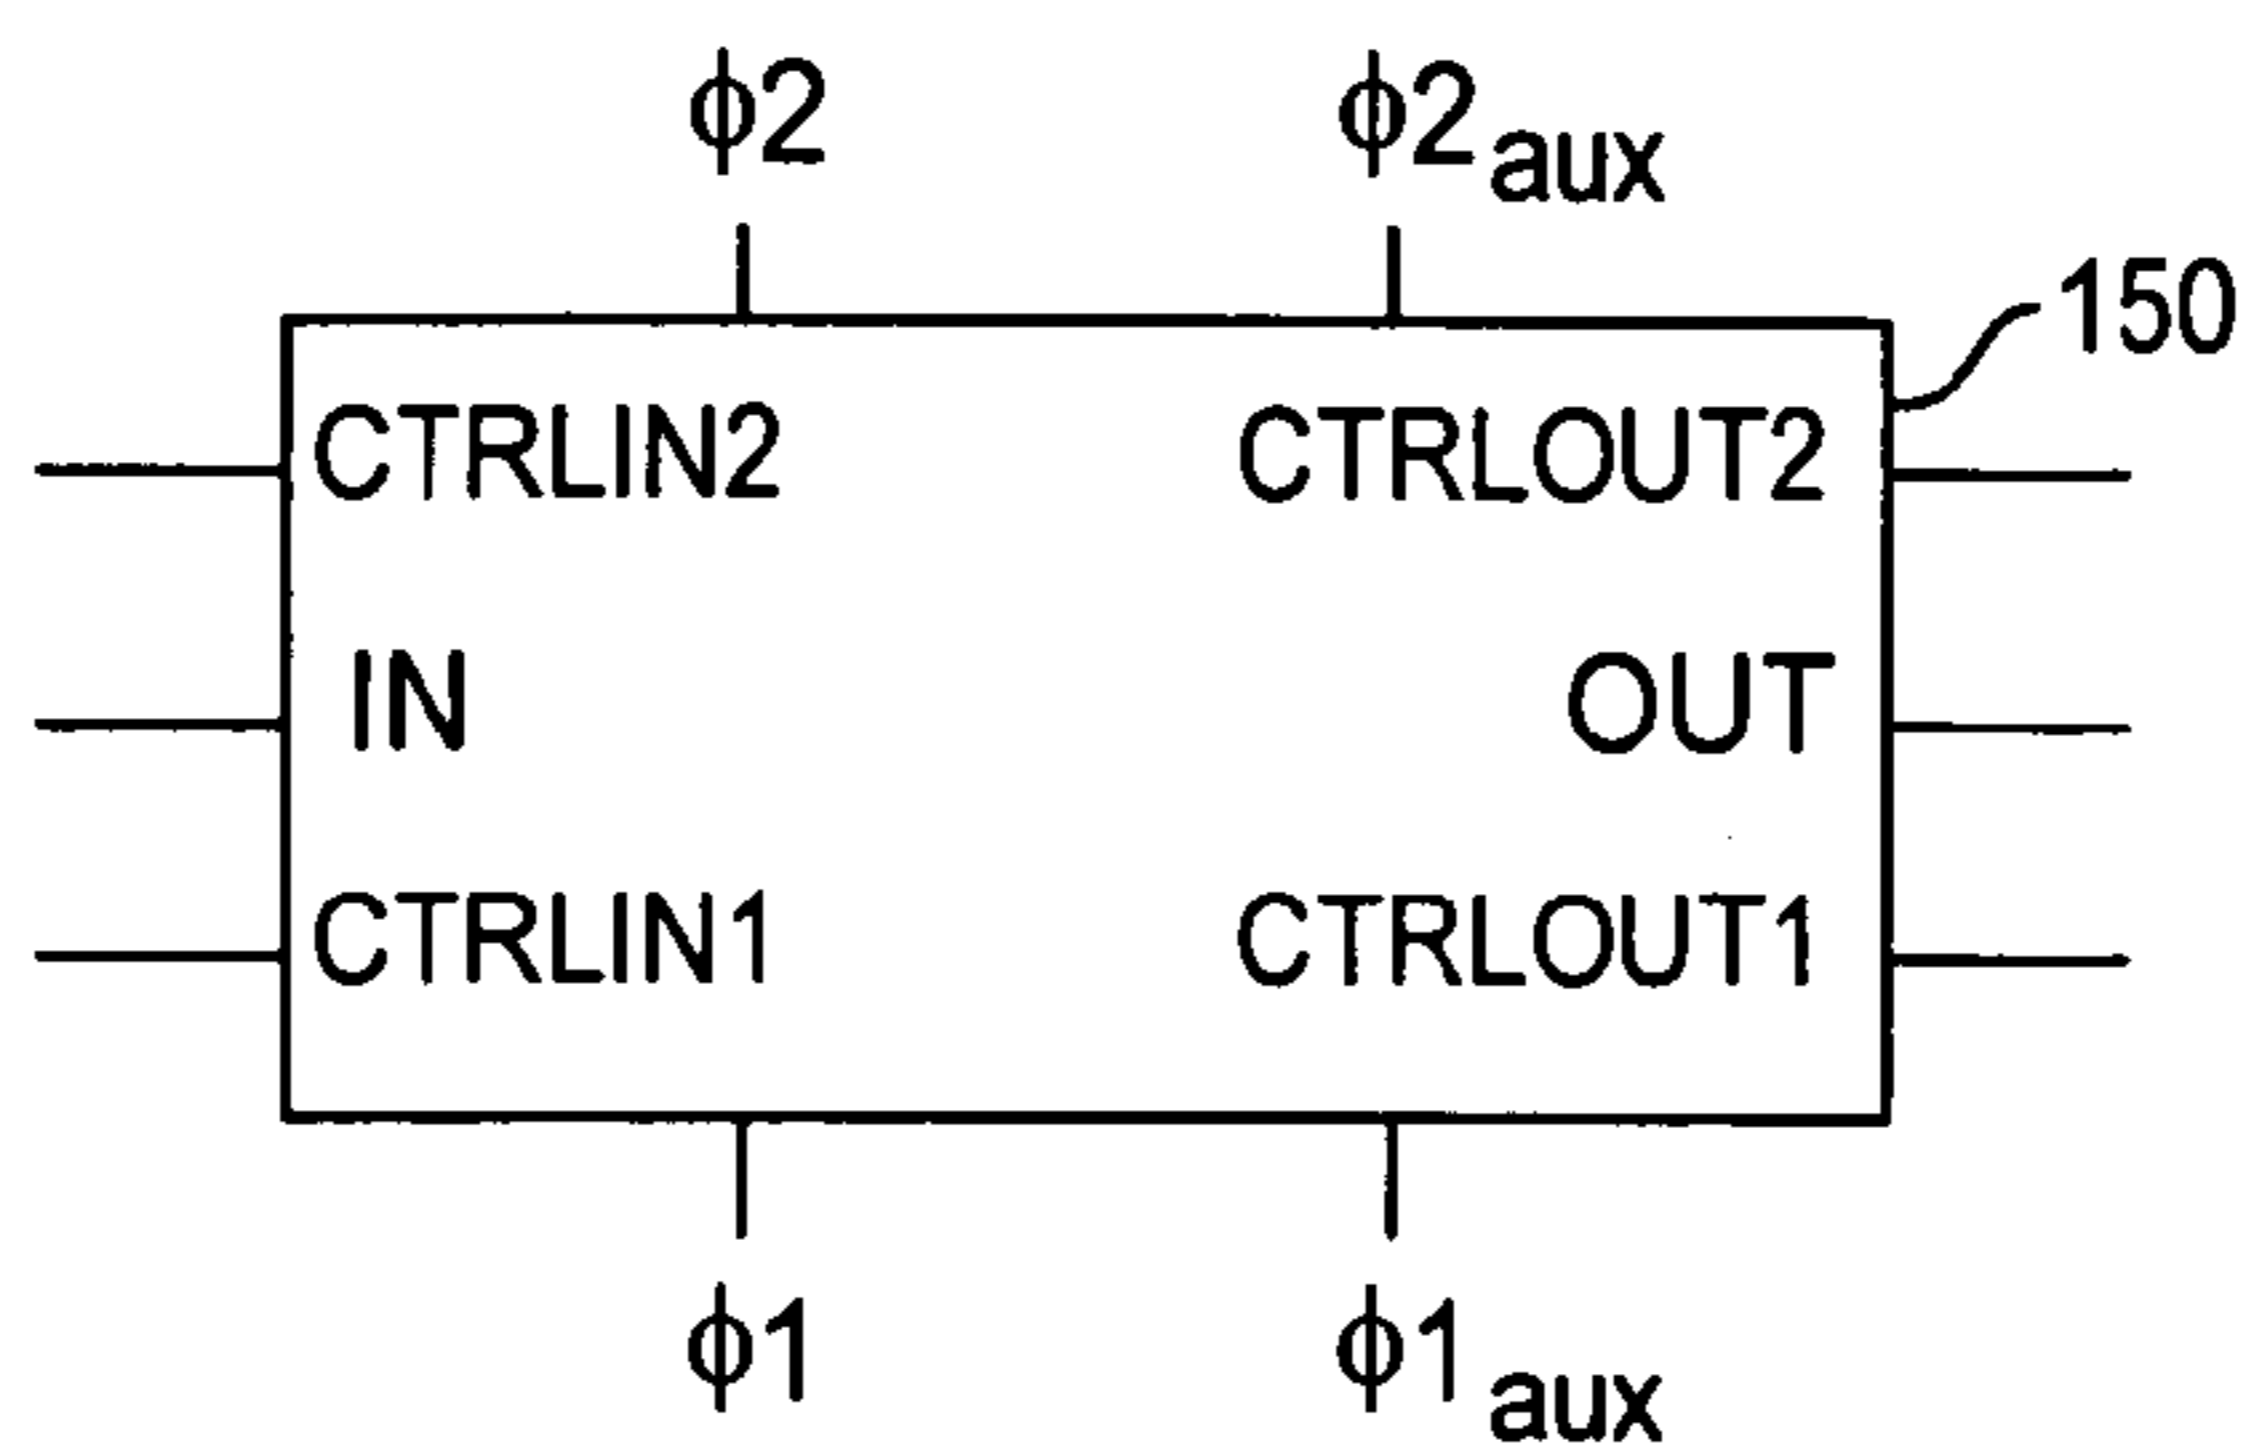 ϕ2 ϕ2aux
150
CTRLIN2 CTRLOUT2
IN OUT
CTRLIN1 CTRLOUT1
ϕ1 ϕ1aux